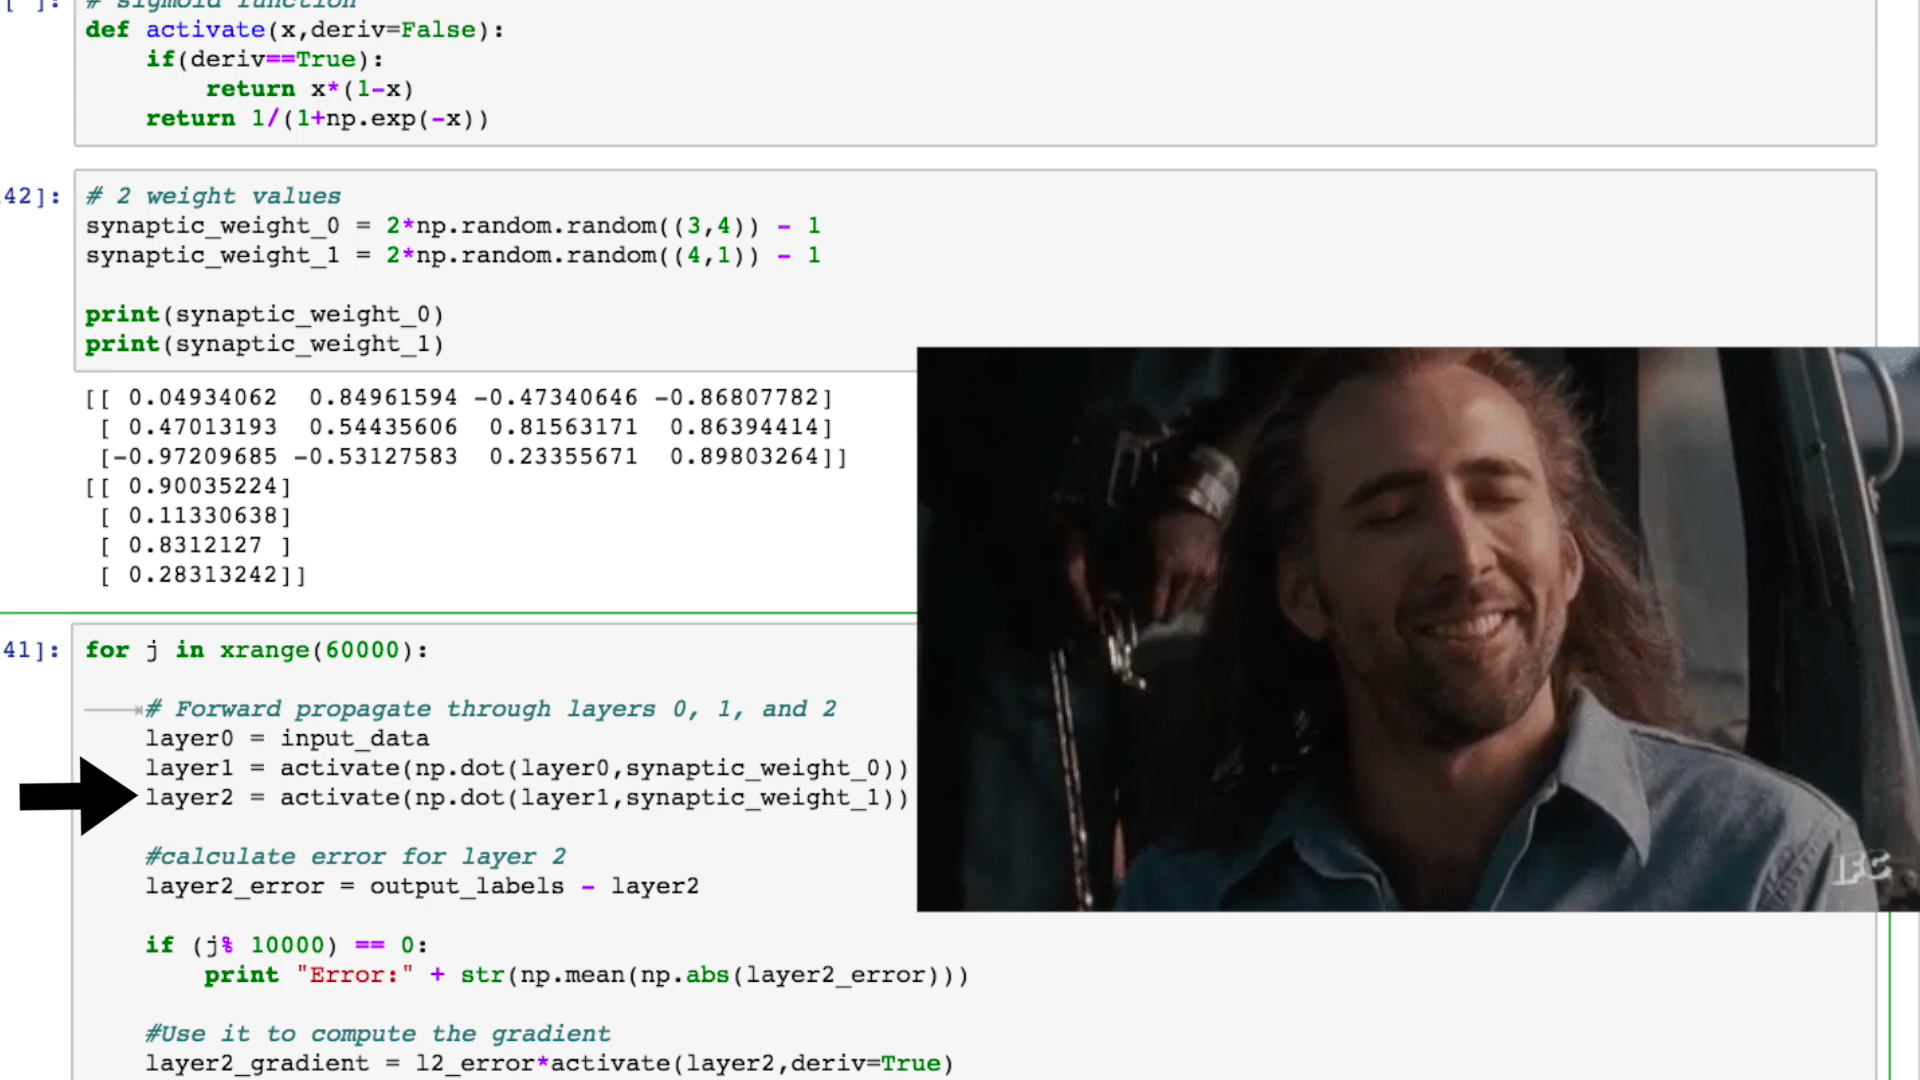 [ ]:
# sigmoid function
def activate(x,deriv=False):
    if(deriv==True):
        return x*(1-x)
    return 1/(1+np.exp(-x))
42]:
# 2 weight values
synaptic_weight_0 = 2*np.random.random((3,4)) - 1
synaptic_weight_1 = 2*np.random.random((4,1)) - 1
print(synaptic_weight_0)
print(synaptic_weight_1)
[[ 0.04934062  0.84961594 -0.47340646 -0.86807782]
 [ 0.47013193  0.54435606  0.81563171  0.86394414]
 [-0.97209685 -0.53127583  0.23355671  0.89803264]]
[[ 0.90035224]
 [ 0.11330638]
 [ 0.8312127 ]
 [ 0.28313242]]
41]:
for j in xrange(60000):
    # Forward propagate through layers 0, 1, and 2
    layer0 = input_data
    layer1 = activate(np.dot(layer0,synaptic_weight_0))
    layer2 = activate(np.dot(layer1,synaptic_weight_1))
    #calculate error for layer 2
    layer2_error = output_labels - layer2
    if (j% 10000) == 0:
        print "Error:" + str(np.mean(np.abs(layer2_error)))
    #Use it to compute the gradient
    layer2_gradient = l2_error*activate(layer2,deriv=True)
IFC